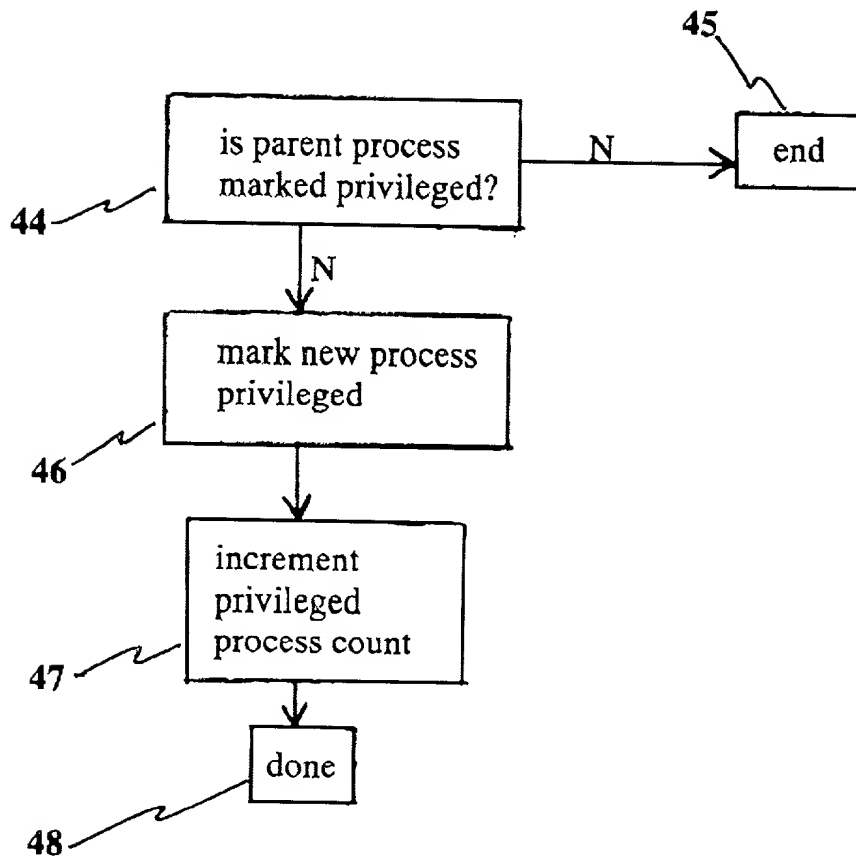 45
is parent process
marked privileged?
N
end
44
N
mark new process
privileged
46
increment
privileged
process count
47
done
48